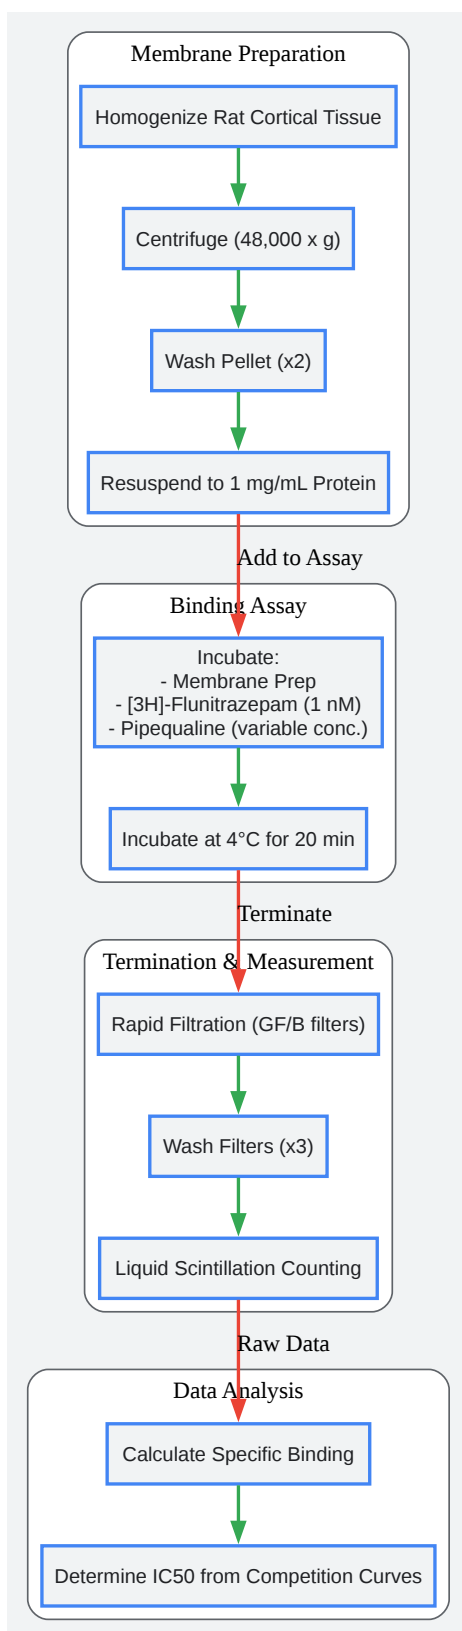 Membrane Preparation
Homogenize Rat Cortical Tissue
Centrifuge (48,000 x g)
Wash Pellet (x2)
Resuspend to 1 mg/mL Protein
Add to Assay
Binding Assay
Incubate:
- Membrane Prep
- [3H]-Flunitrazepam (1 nM)
- Pipequaline (variable conc.)
Incubate at 4°C for 20 min
Terminate
Termination & Measurement
Rapid Filtration (GF/B filters)
Wash Filters (x3)
Liquid Scintillation Counting
Raw Data
Data Analysis
Calculate Specific Binding
Determine IC50 from Competition Curves